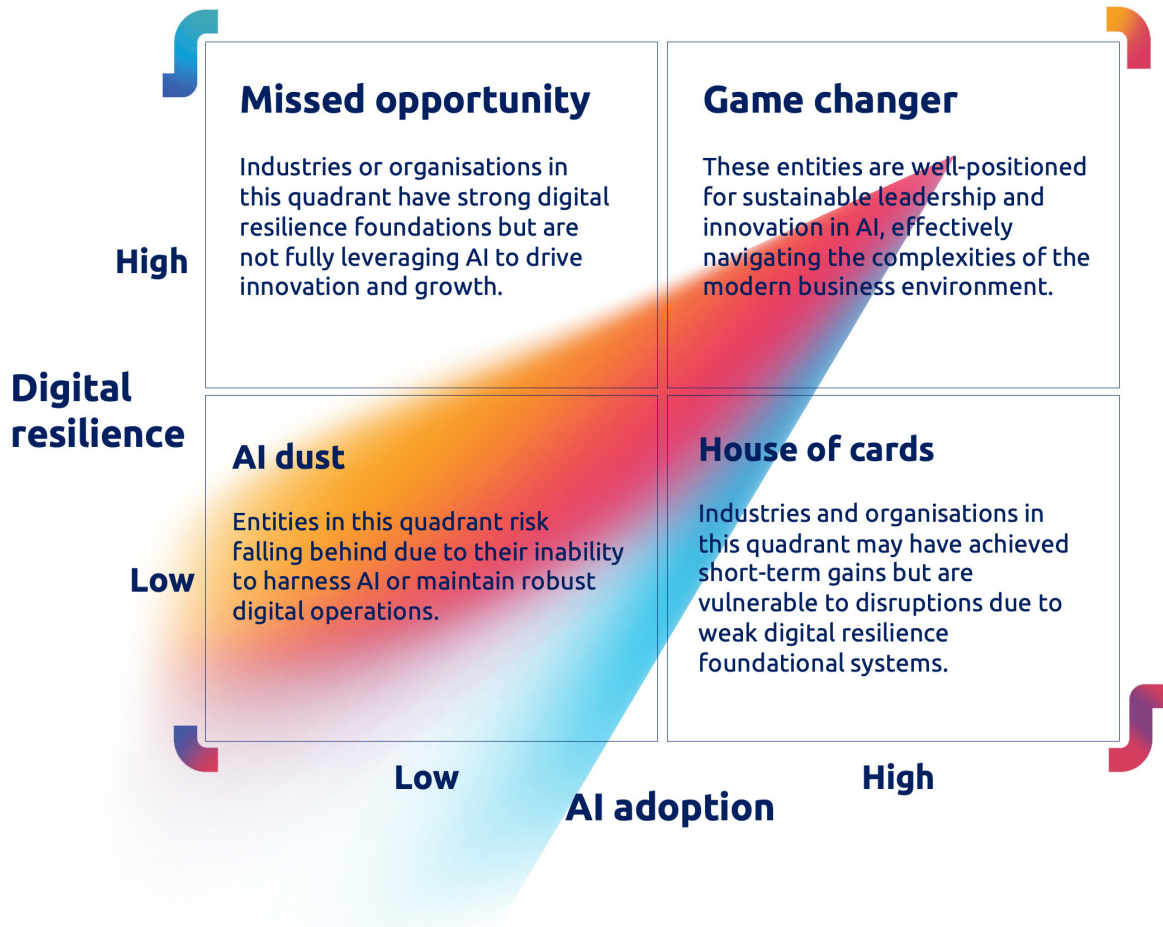 Missed opportunity
Industries or organisations in
this quadrant have strong digital
resilience foundations but are
not fully leveraging AI to drive
innovation and growth.
Game changer
These entities are well-positioned
for sustainable leadership and
innovation in AI, effectively
navigating the complexities of the
modern business environment.
High
Digital
resilience
AI dust
Entities in this quadrant risk
falling behind due to their inability
to harness AI or maintain robust
digital operations.
House of cards
Industries and organisations in
this quadrant may have achieved
short-term gains but are
vulnerable to disruptions due to
weak digital resilience
foundational systems.
Low
Low
High
AI adoption